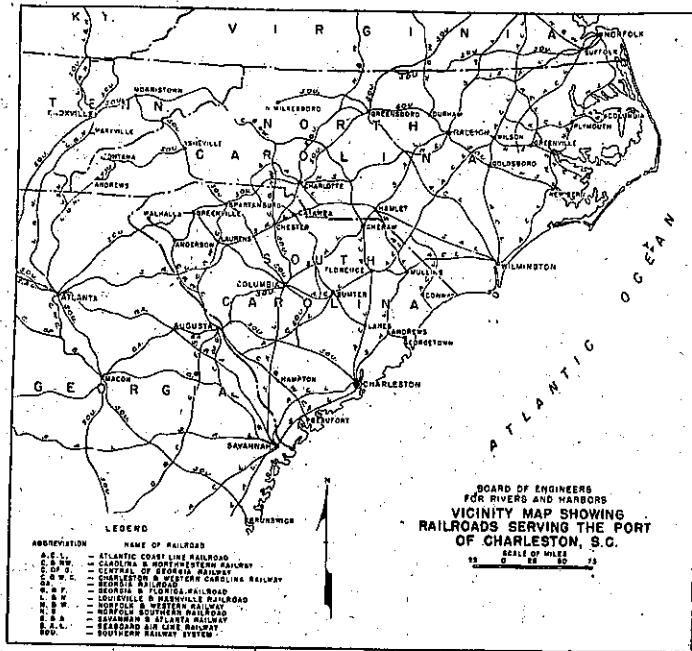 KY.
VIRGINIA
NORFOLK
SUFFOLK
TENN.
MORRISTOWN
KNOXVILLE
MARYVILLE
FONTANA
ANDREWS
ASHEVILLE
N. WILKESBORO
GREENSBORO
DURHAM
RALEIGH
WILSON
GREENVILLE
PLYMOUTH
COLUMBIA
NORTH
CAROLINA
GOLDSBORO
NEW BERN
CHARLOTTE
SPARTANBURG
WALHALLA
GREENVILLE
CATAWBA
HAMLET
CHESTER
CHERAW
ANDERSON
LAURENS
WILMINGTON
SOUTH
CAROLINA
FLORENCE
MULLINS
COLUMBIA
SUMTER
CONWAY
ATLANTA
AUGUSTA
LANES
ANDREWS
GEORGETOWN
MACON
GEORGIA
HAMPTON
CHARLESTON
BEAUFORT
SAVANNAH
BRUNSWICK
ATLANTIC OCEAN
N
BOARD OF ENGINEERS
FOR RIVERS AND HARBORS
VICINITY MAP SHOWING
RAILROADS SERVING THE PORT
OF CHARLESTON, S.C.
SCALE OF MILES
25 0 25 50 75
LEGEND
ABBREVIATION NAME OF RAILROAD
A.C.L. — ATLANTIC COAST LINE RAILROAD
C. & NW. — CAROLINA & NORTHWESTERN RAILWAY
C. OF G. — CENTRAL OF GEORGIA RAILWAY
C. & W. C. — CHARLESTON & WESTERN CAROLINA RAILWAY
GA. — GEORGIA RAILROAD
G. & F. — GEORGIA & FLORIDA RAILROAD
L. & N. — LOUISVILLE & NASHVILLE RAILROAD
N. & W. — NORFOLK & WESTERN RAILWAY
N. S. — NORFOLK SOUTHERN RAILROAD
S. & A. — SAVANNAH & ATLANTA RAILWAY
S. A. L. — SEABOARD AIR LINE RAILWAY
SOU. — SOUTHERN RAILWAY SYSTEM